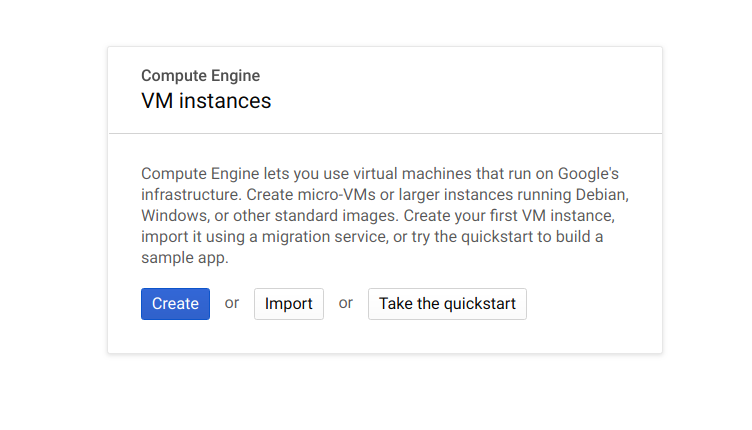 Compute Engine
VM instances
Compute Engine lets you use virtual machines that run on Google's
infrastructure. Create micro-VMs or larger instances running Debian,
Windows, or other standard images. Create your first VM instance,
import it using a migration service, or try the quickstart to build a
sample app.
Create or Import or Take the quickstart